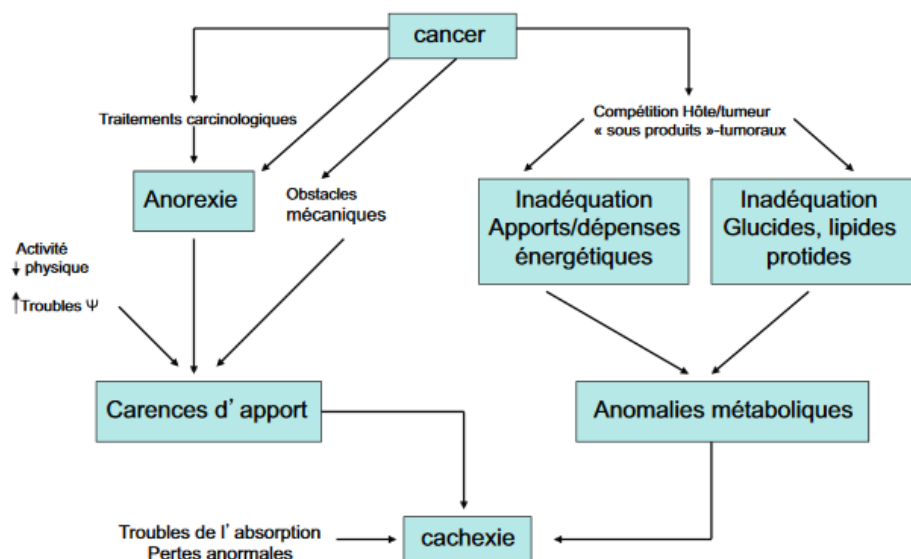 cancer
Traitements carcinologiques
Compétition Hôte/tumeur
« sous produits »-tumoraux
Anorexie
Obstacles
mécaniques
Inadéquation
Apports/dépenses
énergétiques
Inadéquation
Glucides, lipides
protides
Activité
↓ physique
↑Troubles Ψ
Carences d’ apport
Anomalies métaboliques
Troubles de l’ absorption
Pertes anormales
cachexie